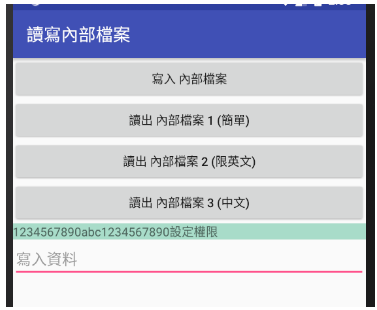 讀寫內部檔案
寫入 內部檔案
讀出 內部檔案 1 (簡單)
讀出 內部檔案 2 (限英文)
讀出 內部檔案 3 (中文)
1234567890abc1234567890設定權限
寫入資料